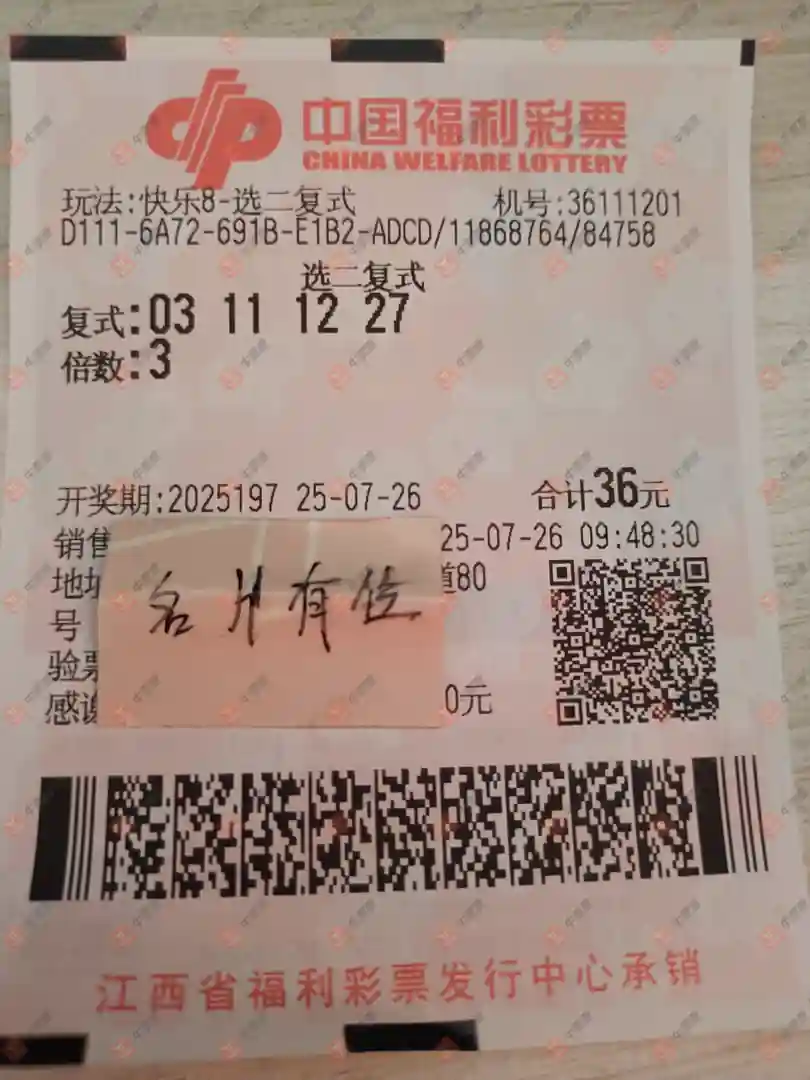 中国福利彩票
CHINA WELFARE LOTTERY
玩法:快乐8-选二复式 机号:36111201
D111-6A72-691B-E1B2-ADCD/11868764/84758
选二复式
复式:03 11 12 27
倍数:3
开奖期:2025197 25-07-26 合计36元
销售 25-07-26 09:48:30
地址 道80
号
验票
感谢 0元
名片有位
江西省福利彩票发行中心承销